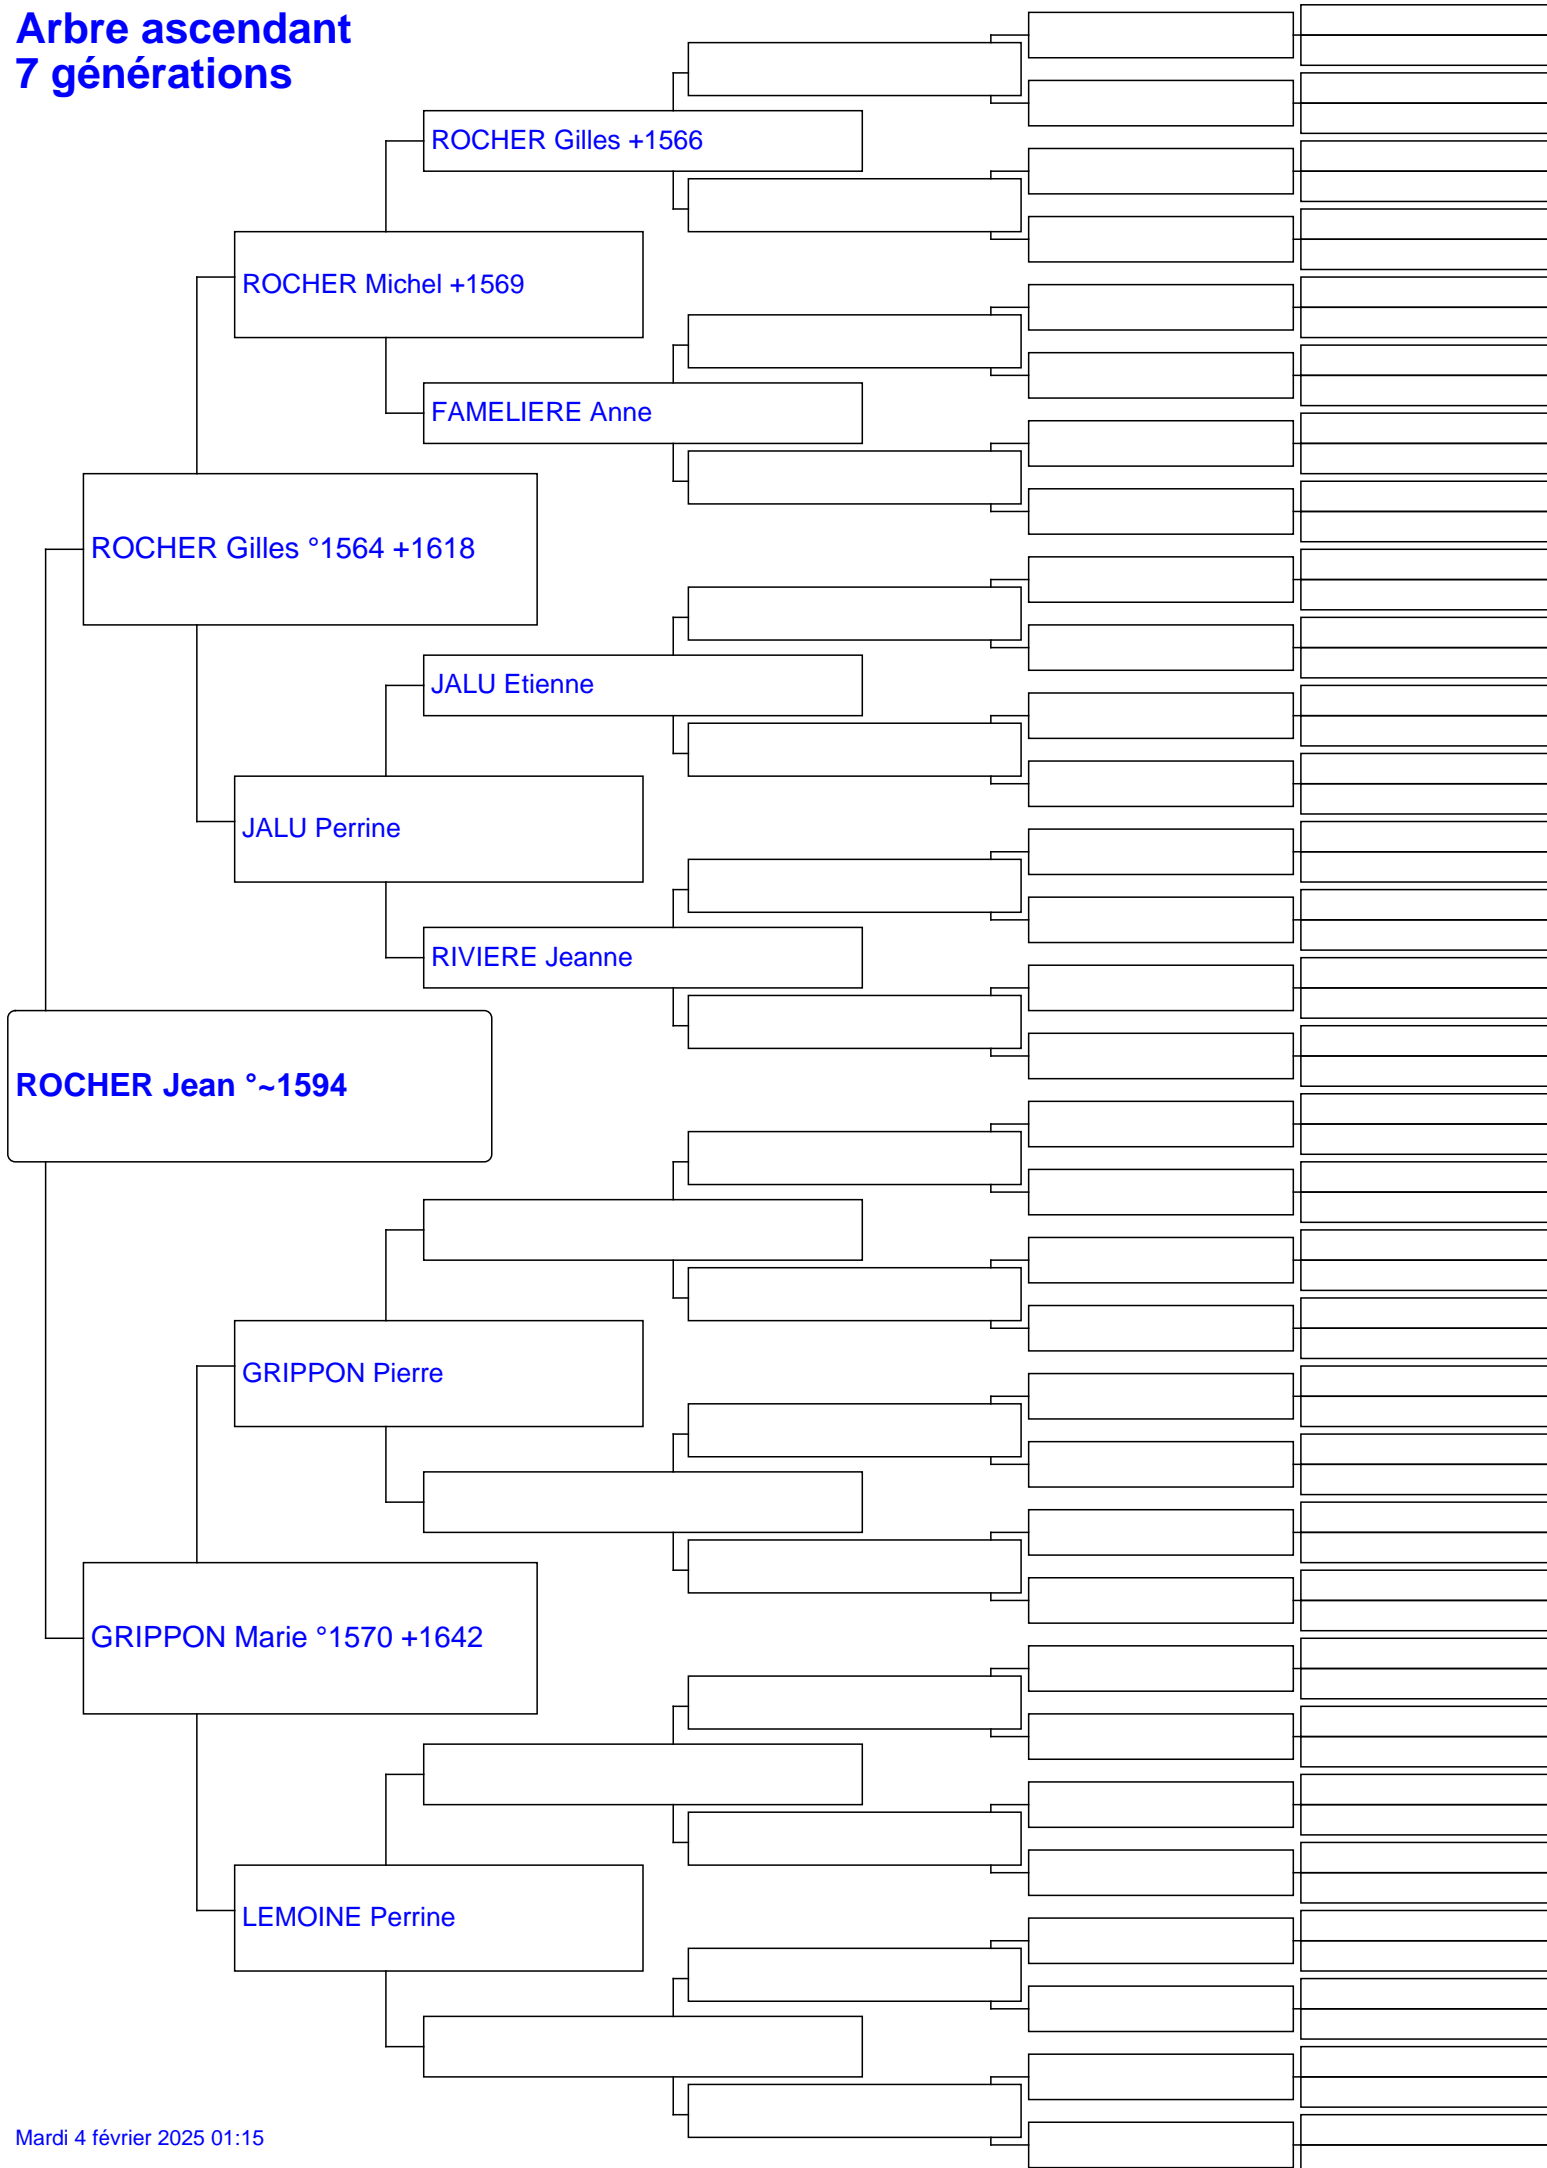 Arbre ascendant
7 générations
ROCHER Gilles +1566
ROCHER Michel +1569
FAMELIERE Anne
ROCHER Gilles °1564 +1618
JALU Etienne
JALU Perrine
RIVIERE Jeanne
ROCHER Jean °~1594
GRIPPON Pierre
GRIPPON Marie °1570 +1642
LEMOINE Perrine
Mardi 4 février 2025 01:15